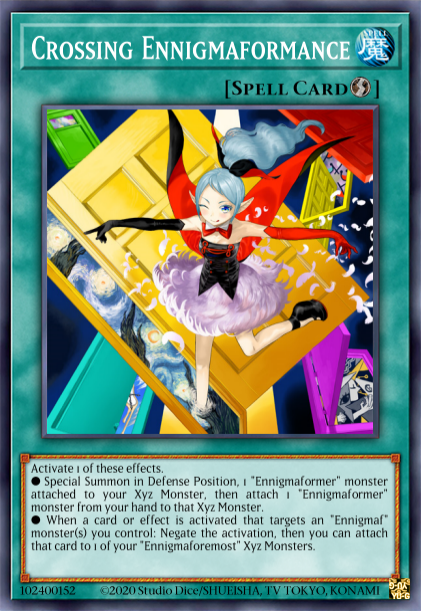 CROSSING ENNIGMAFORMANCE
SPELL
魔
[SPELL CARD]
Activate 1 of these effects.
● Special Summon in Defense Position, 1 "Ennigmaformer" monster
attached to your Xyz Monster, then attach 1 "Ennigmaformer"
monster from your hand to that Xyz Monster.
● When a card or effect is activated that targets an "Ennigmaf"
monster(s) you control: Negate the activation, then you can attach
that card to 1 of your "Ennigmaforemost" Xyz Monsters.
102400152 ©2020 Studio Dice/SHUEISHA, TV TOKYO, KONAMI